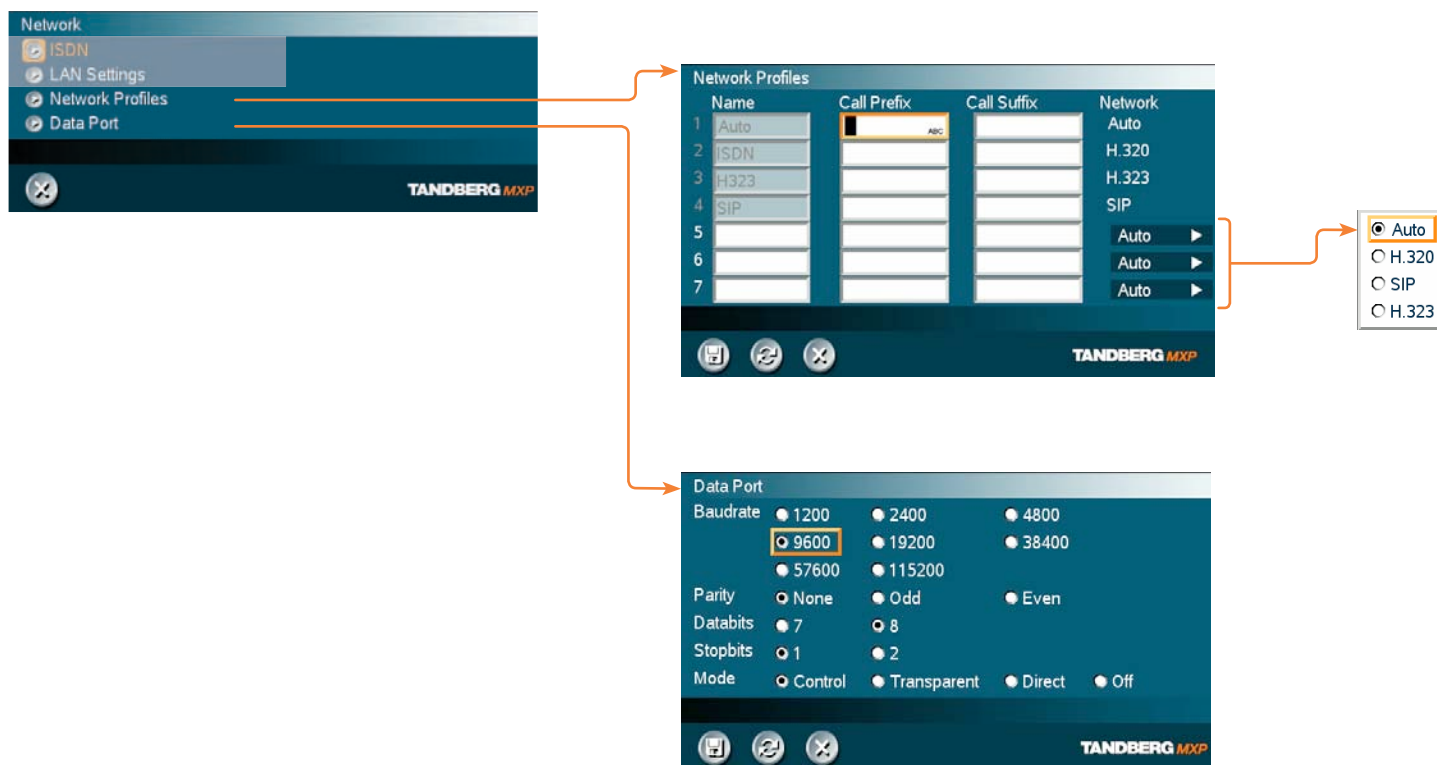 Network
ISDN
LAN Settings
Network Profiles
Data Port
TANDBERG MXP
Network Profiles
Name Call Prefix Call Suffix Network
1 Auto ABC Auto
2 ISDN H.320
3 H323 H.323
4 SIP SIP
5 Auto
6 Auto
7 Auto
TANDBERG MXP
Auto
H.320
SIP
H.323
Data Port
Baudrate 1200 2400 4800
9600 19200 38400
57600 115200
Parity None Odd Even
Databits 7 8
Stopbits 1 2
Mode Control Transparent Direct Off
TANDBERG MXP